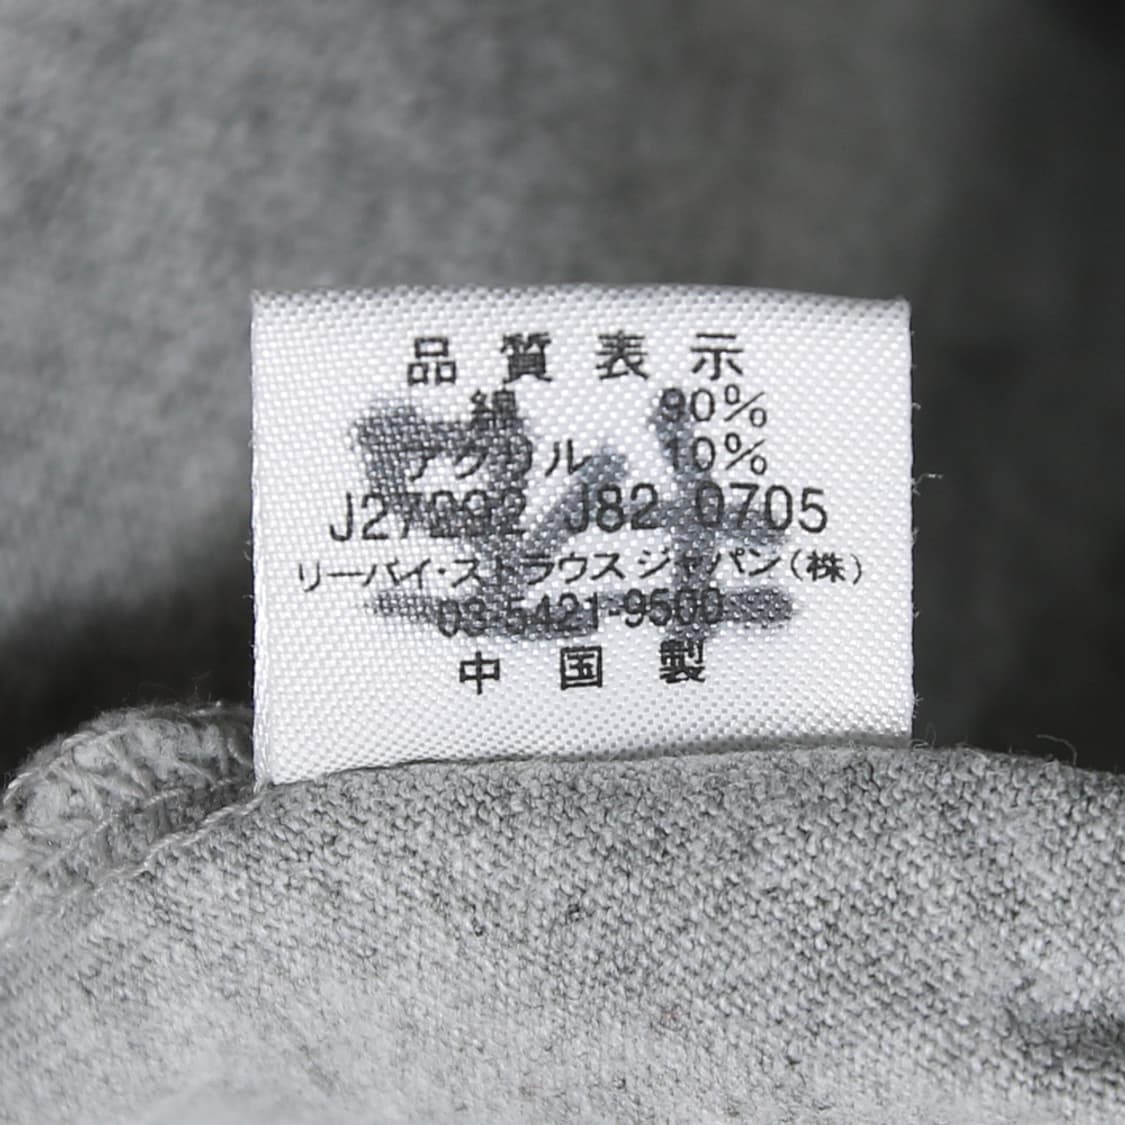 品質表示
綿 90%
アクリル 10%
J27292 J82 0705
リーバイ・ストラウス ジャパン(株)
03-5421-9500
中国製